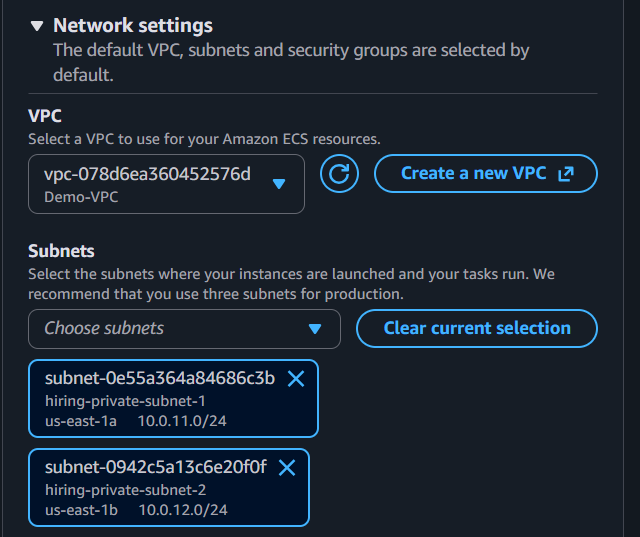 Network settings
The default VPC, subnets and security groups are selected by
default.
VPC
Select a VPC to use for your Amazon ECS resources.
vpc-078d6ea360452576d
Demo-VPC
Create a new VPC
Subnets
Select the subnets where your instances are launched and your tasks run. We
recommend that you use three subnets for production.
Choose subnets
Clear current selection
subnet-0e55a364a84686c3b
hiring-private-subnet-1
us-east-1a 10.0.11.0/24
subnet-0942c5a13c6e20f0f
hiring-private-subnet-2
us-east-1b 10.0.12.0/24